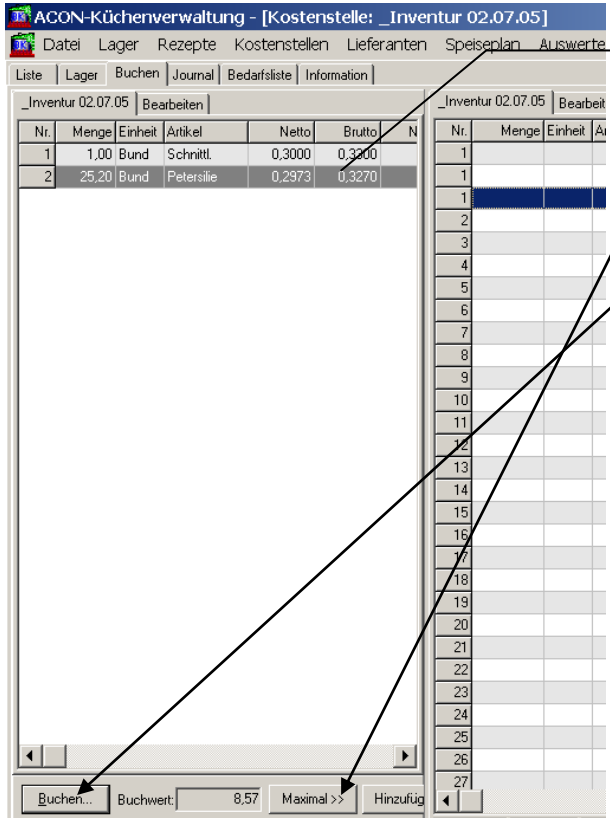 ACON-Küchenverwaltung - [Kostenstelle: _Inventur 02.07.05]
Datei Lager Rezepte Kostenstellen Lieferanten Speiseplan Auswerte
Liste Lager Buchen Journal Bedarfsliste Information
_Inventur 02.07.05 Bearbeiten
Nr. Menge Einheit Artikel Netto Brutto N
1 1,00 Bund Schnittl. 0,3000 0,3300
2 25,20 Bund Petersilie 0,2973 0,3270
Buchen... Buchwert: 8,57 Maximal >> Hinzufüg
_Inventur 02.07.05 Bearbeit
Nr. Menge Einheit Ar
1
1
1
2
3
4
5
6
7
8
9
10
11
12
13
14
15
16
17
18
19
20
21
22
23
24
25
26
27